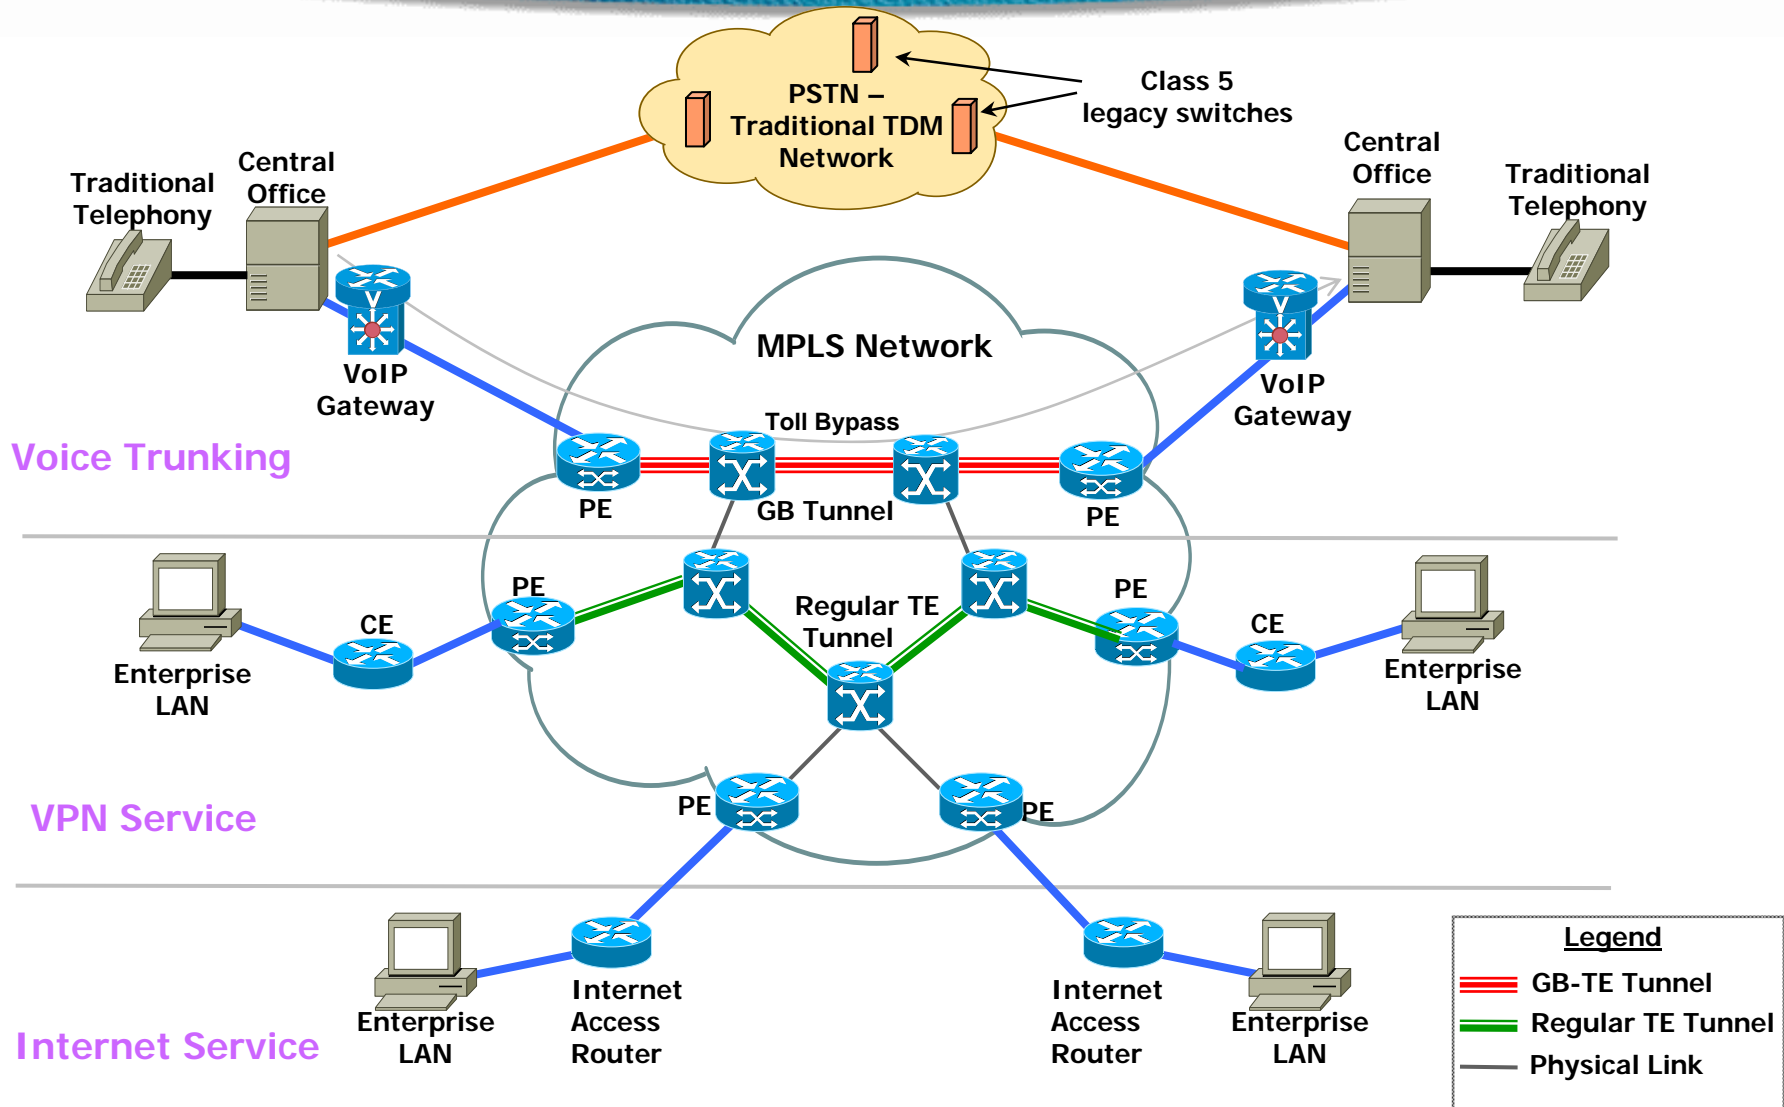 PSTN –
Traditional TDM
Network
Class 5
legacy switches
Central
Office
Traditional
Telephony
Central
Office
Traditional
Telephony
V
VoIP
Gateway
MPLS Network
V
VoIP
Gateway
Toll Bypass
Voice Trunking
PE
GB Tunnel
PE
PE
Regular TE
Tunnel
PE
CE
CE
Enterprise
LAN
Enterprise
LAN
VPN Service
PE
PE
Internet
Access
Router
Enterprise
LAN
Internet
Access
Router
Enterprise
LAN
Internet Service
Legend
GB-TE Tunnel
Regular TE Tunnel
Physical Link